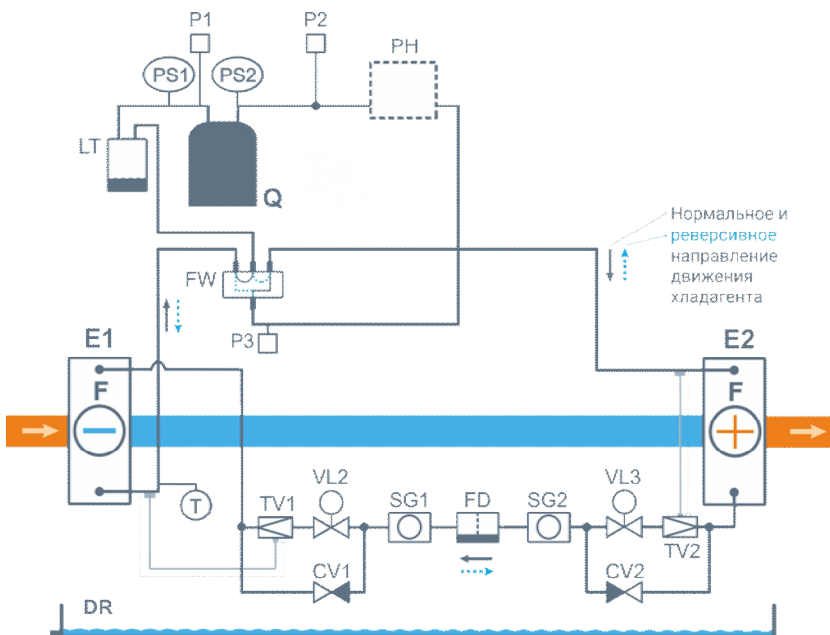 P1
P2
PH
PS1
PS2
LT
Q
Нормальное и
реверсивное
направление
движения
хладагента
FW
P3
E1
E2
F
F
T
TV1
VL2
SG1
FD
SG2
VL3
TV2
CV1
CV2
DR